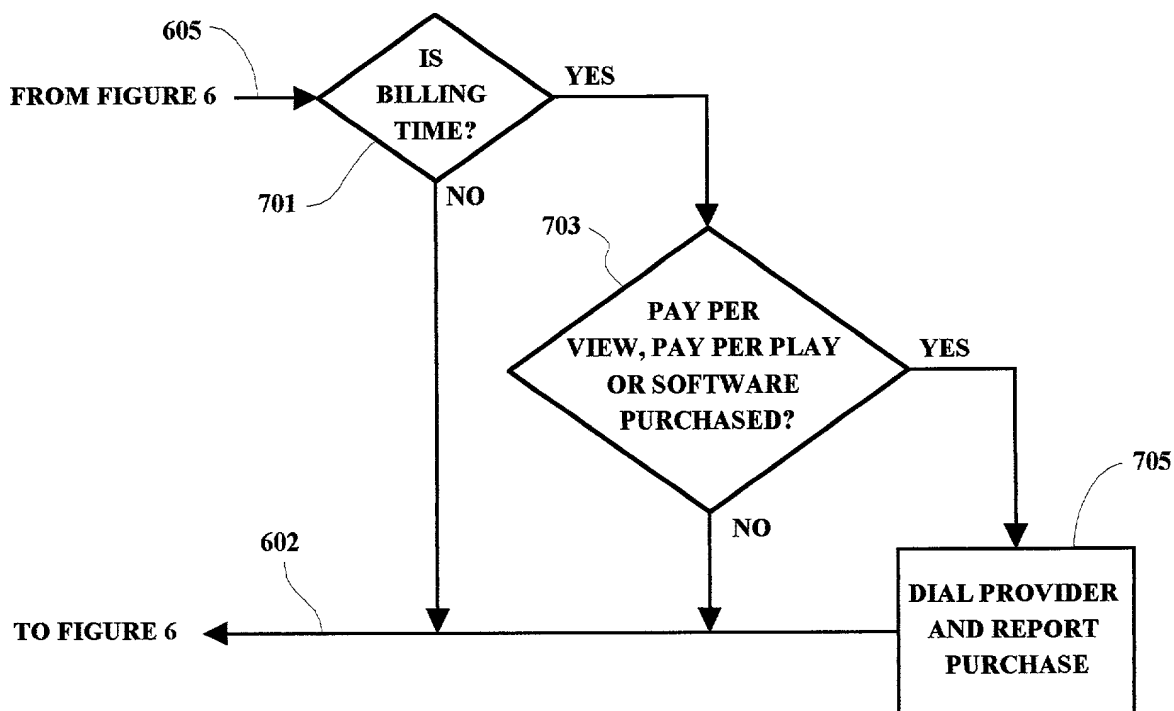 605
IS
BILLING
TIME?
YES
FROM FIGURE 6
701
NO
703
PAY PER
VIEW, PAY PER PLAY
OR SOFTWARE
PURCHASED?
YES
705
NO
602
DIAL PROVIDER
AND REPORT
PURCHASE
TO FIGURE 6